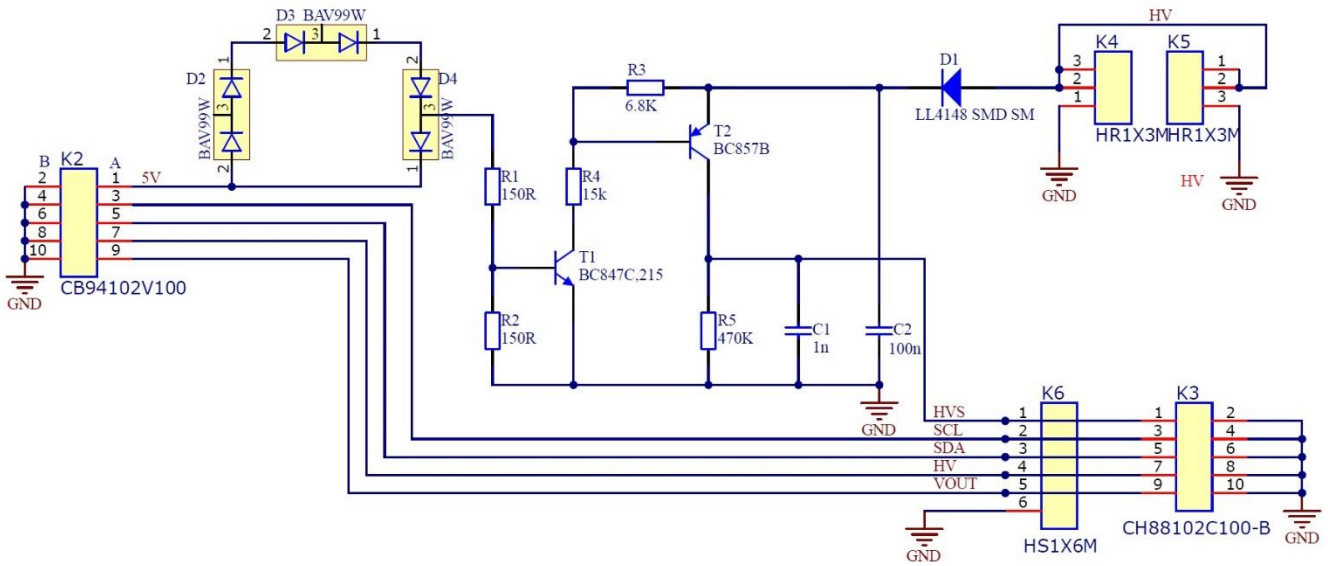 D3 BAV99W
2 3 1
1
D2
3
BAV99W
2
2
D4
3
BAV99W
1
HV
K4
3
2
1
HR1X3M
K5
1
2
3
HR1X3M
HV
GND
GND
D1
LL4148 SMD SM
R3
6.8K
T2
BC857B
R1
150R
R4
15k
T1
BC847C,215
R2
150R
R5
470K
C1
1n
C2
100n
GND
B K2 A
2 1 5V
4 3
6 5
8 7
10 9
GND
CB94102V100
K6
K3
HVS 1 1 2
SCL 2 3 4
SDA 3 5 6
HV 4 7 8
VOUT 5 9 10
6
GND
HS1X6M
CH88102C100-B
GND